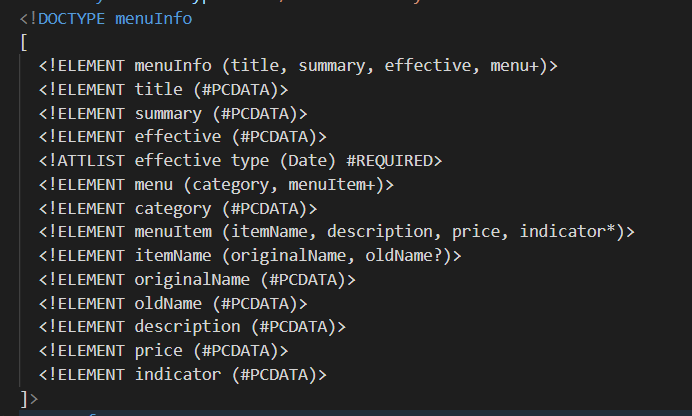 <!DOCTYPE menuInfo
[
<!ELEMENT menuInfo (title, summary, effective, menu+)>
<!ELEMENT title (#PCDATA)>
<!ELEMENT summary (#PCDATA)>
<!ELEMENT effective (#PCDATA)>
<!ATTLIST effective type (Date) #REQUIRED>
<!ELEMENT menu (category, menuItem+)>
<!ELEMENT category (#PCDATA)>
<!ELEMENT menuItem (itemName, description, price, indicator*)>
<!ELEMENT itemName (originalName, oldName?)>
<!ELEMENT originalName (#PCDATA)>
<!ELEMENT oldName (#PCDATA)>
<!ELEMENT description (#PCDATA)>
<!ELEMENT price (#PCDATA)>
<!ELEMENT indicator (#PCDATA)>
]>